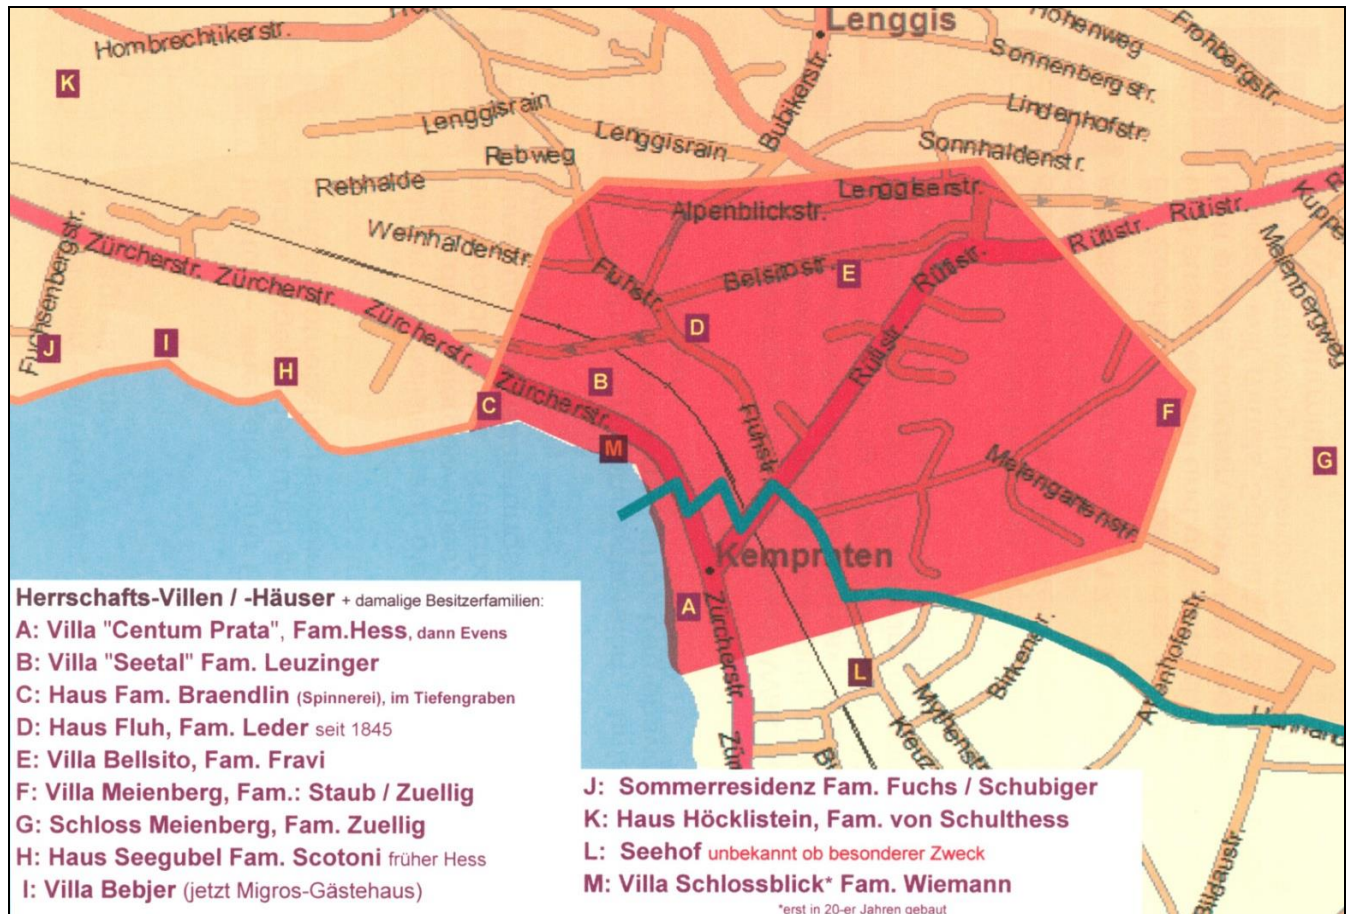 Lenggis
Hombrechtikerstr.
Höhenweg
Frohbergstr.
Sonnenbergstr.
K
Bubikerstr.
Lenggisrain
Lenggisrain
Lindenhofstr.
Sonnhaldenstr.
Rebweg
Rebhalde
Lenggiserstr.
Alpenblickstr.
Rütistr.
Rütistr.
Weinhaldenstr.
Fuchsenbergstr.
Zürcherstr.
Zürcherstr.
Zürcherstr.
Fluhstr.
Belsitostr.
E
Rütistr.
Meienbergweg
D
Rütistr.
J
I
H
B
Zürcherstr.
C
F
Fluhstr.
M
G
Meiengartenstr.
Kempraten
A
Zürcherstr.
L
Birkenstr.
Mythenstr.
Kreuz
Bildaustr.
Herrschafts-Villen / -Häuser + damalige Besitzerfamilien:
A: Villa "Centum Prata", Fam.Hess, dann Evens
B: Villa "Seetal" Fam. Leuzinger
C: Haus Fam. Braendlin (Spinnerei), im Tiefengraben
D: Haus Fluh, Fam. Leder seit 1845
E: Villa Bellsito, Fam. Fravi
F: Villa Meienberg, Fam.: Staub / Zuellig
G: Schloss Meienberg, Fam. Zuellig
H: Haus Seegubel Fam. Scotoni früher Hess
I: Villa Bebjer (jetzt Migros-Gästehaus)
J: Sommerresidenz Fam. Fuchs / Schubiger
K: Haus Höcklistein, Fam. von Schulthess
L: Seehof unbekannt ob besonderer Zweck
M: Villa Schlossblick* Fam. Wiemann
*erst in 20-er Jahren gebaut